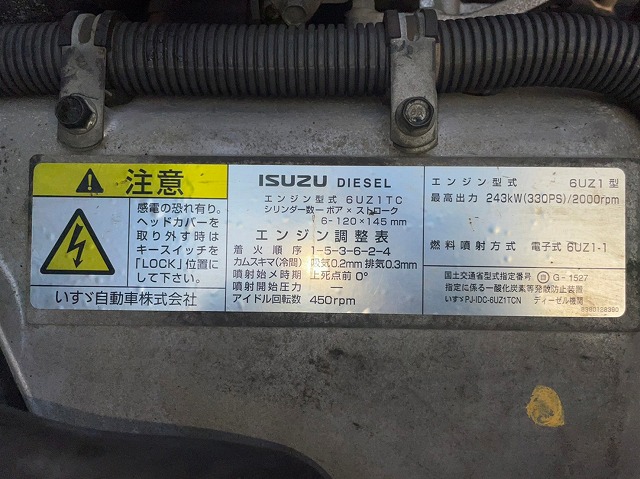 注意
感電の恐れ有り。
ヘッドカバーを
取り外す時は
キースイッチを
「LOCK」位置に
して下さい。
いすゞ自動車株式会社
ISUZU DIESEL
エンジン型式 6UZ1TC
シリンダ数ーボア×ストローク
6-120×145mm
エンジン調整表
着火順序 1-5-3-6-2-4
カムスキマ(冷間) 吸気0.2mm 排気0.3mm
噴射始メ時期 上死点前 0°
噴射開始圧力 —
アイドル回転数 450rpm
エンジン型式 6UZ1型
最高出力 243kW(330PS)/2000rpm
燃料噴射方式 電子式 6UZ1-1
国土交通省型式指定番号 G-1527
指定に係る一酸化炭素等発散防止装置
いすゞPJ-IDC-6UZ1TCN ディーゼル機関